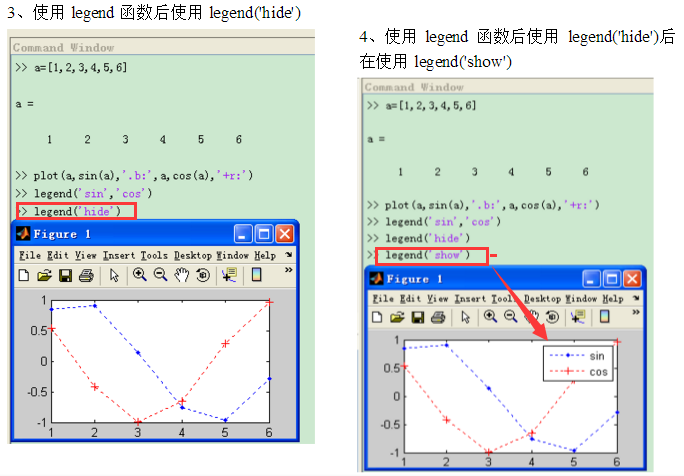 3、使用 legend 函数后使用 legend('hide')
Command Window
>> a=[1,2,3,4,5,6]
a =
1 2 3 4 5 6
>> plot(a,sin(a),'.b:',a,cos(a),'+r:')
>> legend('sin','cos')
>> legend('hide')
Figure 1
File Edit View Insert Tools Desktop Window Help
1
0.5
0
-0.5
-1
1 2 3 4 5 6
4、使用 legend 函数后使用 legend('hide')后
在使用 legend('show')
Command Window
>> a=[1,2,3,4,5,6]
a =
1 2 3 4 5 6
>> plot(a,sin(a),'.b:',a,cos(a),'+r:')
>> legend('sin','cos')
>> legend('hide')
>> legend('show')
Figure 1
File Edit View Insert Tools Desktop Window Help
1
sin
cos
0.5
0
-0.5
-1
1 2 3 4 5 6